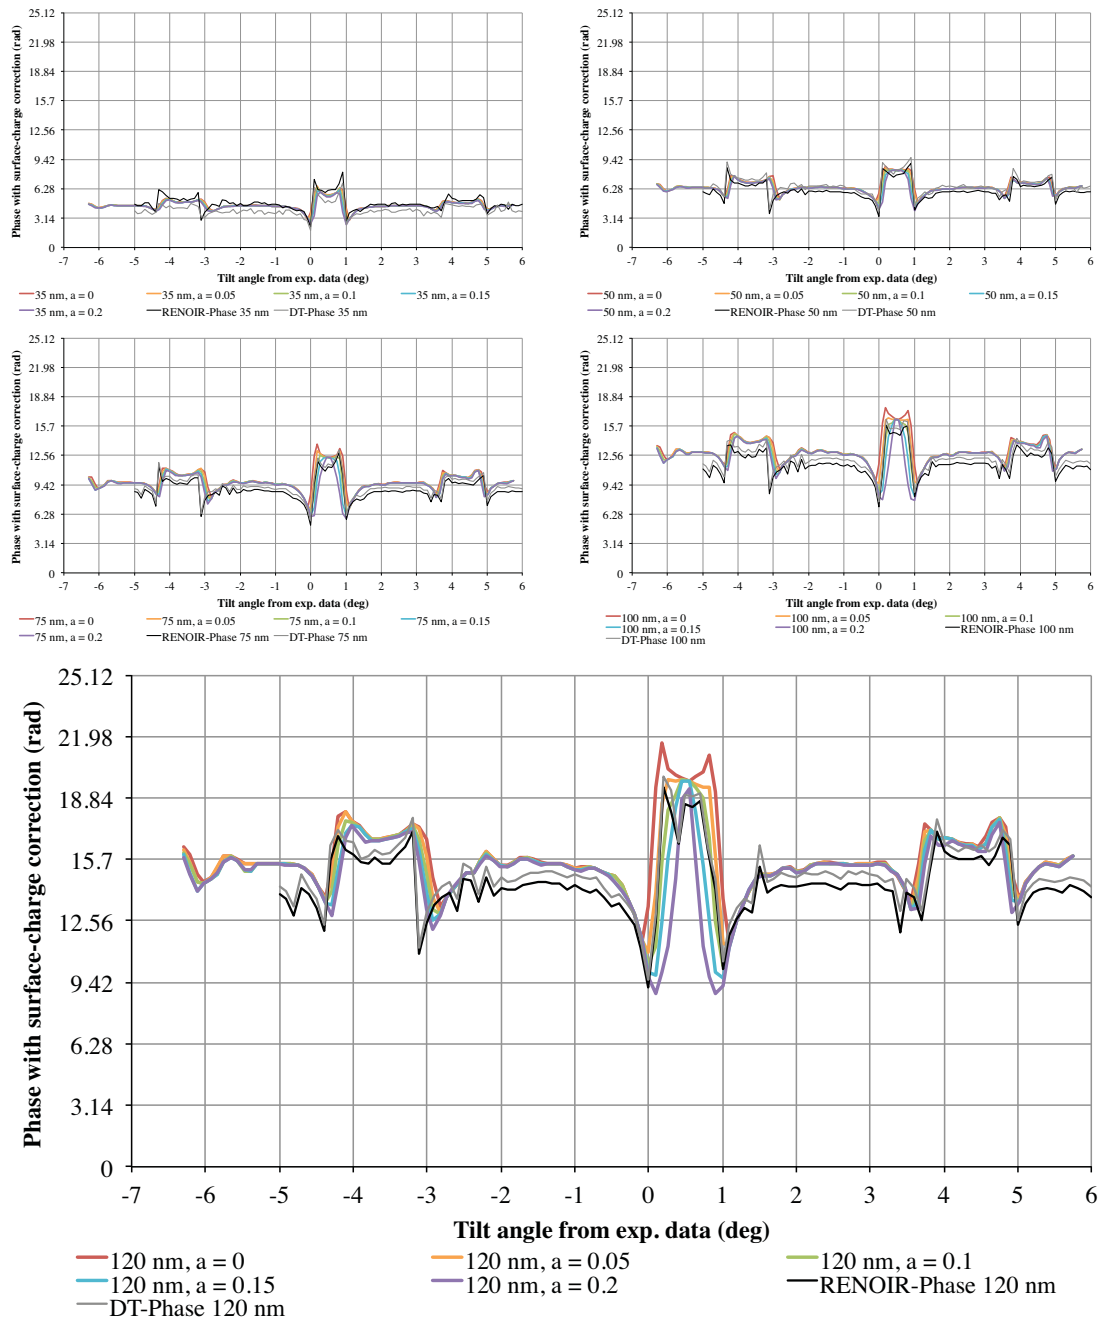 Phase with surface-charge correction (rad)
25.12
21.98
18.84
15.7
12.56
9.42
6.28
3.14
0
-7 -6 -5 -4 -3 -2 -1 0 1 2 3 4 5 6
Tilt angle from exp. data (deg)
35 nm, a = 0 35 nm, a = 0.05 35 nm, a = 0.1 35 nm, a = 0.15
35 nm, a = 0.2 RENOIR-Phase 35 nm DT-Phase 35 nm
Phase with surface-charge correction (rad)
25.12
21.98
18.84
15.7
12.56
9.42
6.28
3.14
0
-7 -6 -5 -4 -3 -2 -1 0 1 2 3 4 5 6
Tilt angle from exp. data (deg)
50 nm, a = 0 50 nm, a = 0.05 50 nm, a = 0.1 50 nm, a = 0.15
50 nm, a = 0.2 RENOIR-Phase 50 nm DT-Phase 50 nm
Phase with surface-charge correction (rad)
25.12
21.98
18.84
15.7
12.56
9.42
6.28
3.14
0
-7 -6 -5 -4 -3 -2 -1 0 1 2 3 4 5 6
Tilt angle from exp. data (deg)
75 nm, a = 0 75 nm, a = 0.05 75 nm, a = 0.1 75 nm, a = 0.15
75 nm, a = 0.2 RENOIR-Phase 75 nm DT-Phase 75 nm
Phase with surface-charge correction (rad)
25.12
21.98
18.84
15.7
12.56
9.42
6.28
3.14
0
-7 -6 -5 -4 -3 -2 -1 0 1 2 3 4 5 6
Tilt angle from exp. data (deg)
100 nm, a = 0 100 nm, a = 0.05 100 nm, a = 0.1
100 nm, a = 0.15 100 nm, a = 0.2 RENOIR-Phase 100 nm
DT-Phase 100 nm
Phase with surface-charge correction (rad)
25.12
21.98
18.84
15.7
12.56
9.42
6.28
3.14
0
-7 -6 -5 -4 -3 -2 -1 0 1 2 3 4 5 6
Tilt angle from exp. data (deg)
120 nm, a = 0 120 nm, a = 0.05 120 nm, a = 0.1
120 nm, a = 0.15 120 nm, a = 0.2 RENOIR-Phase 120 nm
DT-Phase 120 nm